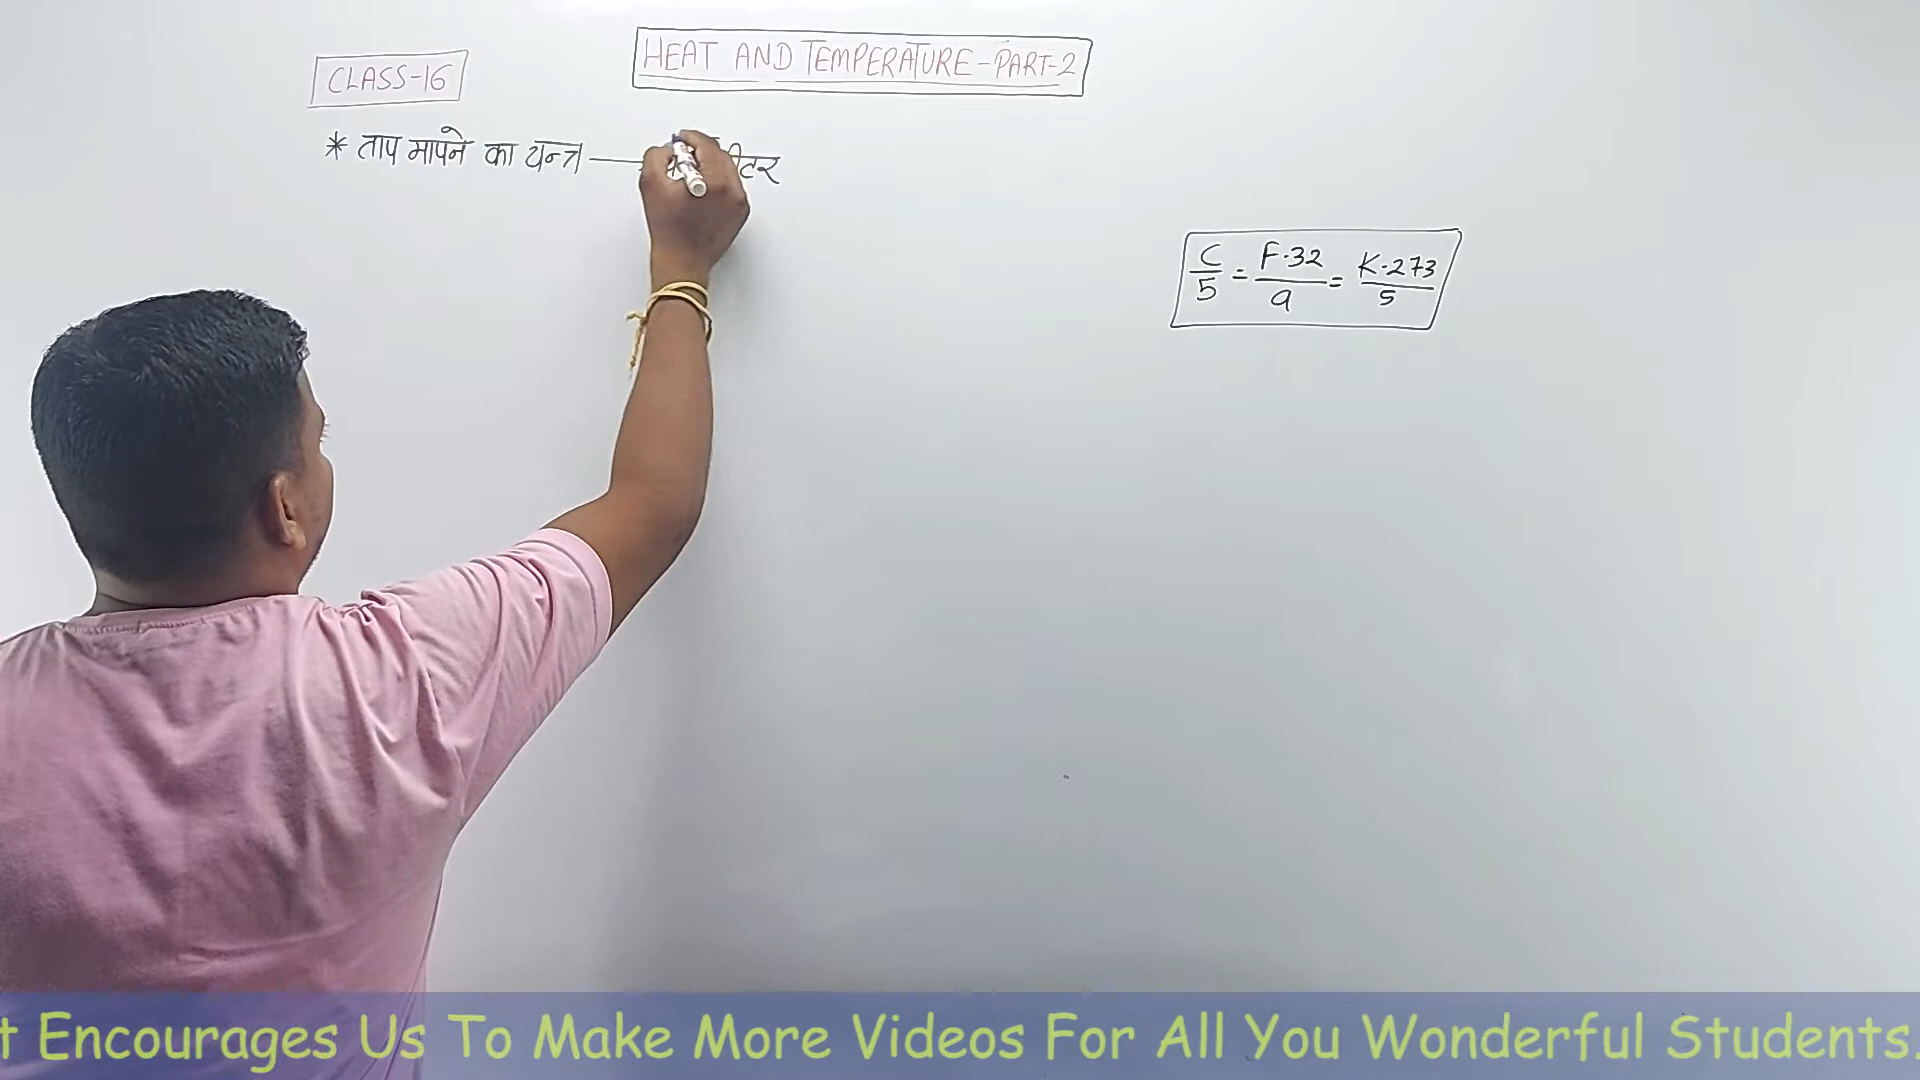 CLASS-16
HEAT AND TEMPERATURE-PART-2
* ताप मापने का यन्त्र —
C/5 = F-32/9 = K-273/5
t Encourages Us To Make More Videos For All You Wonderful Students.